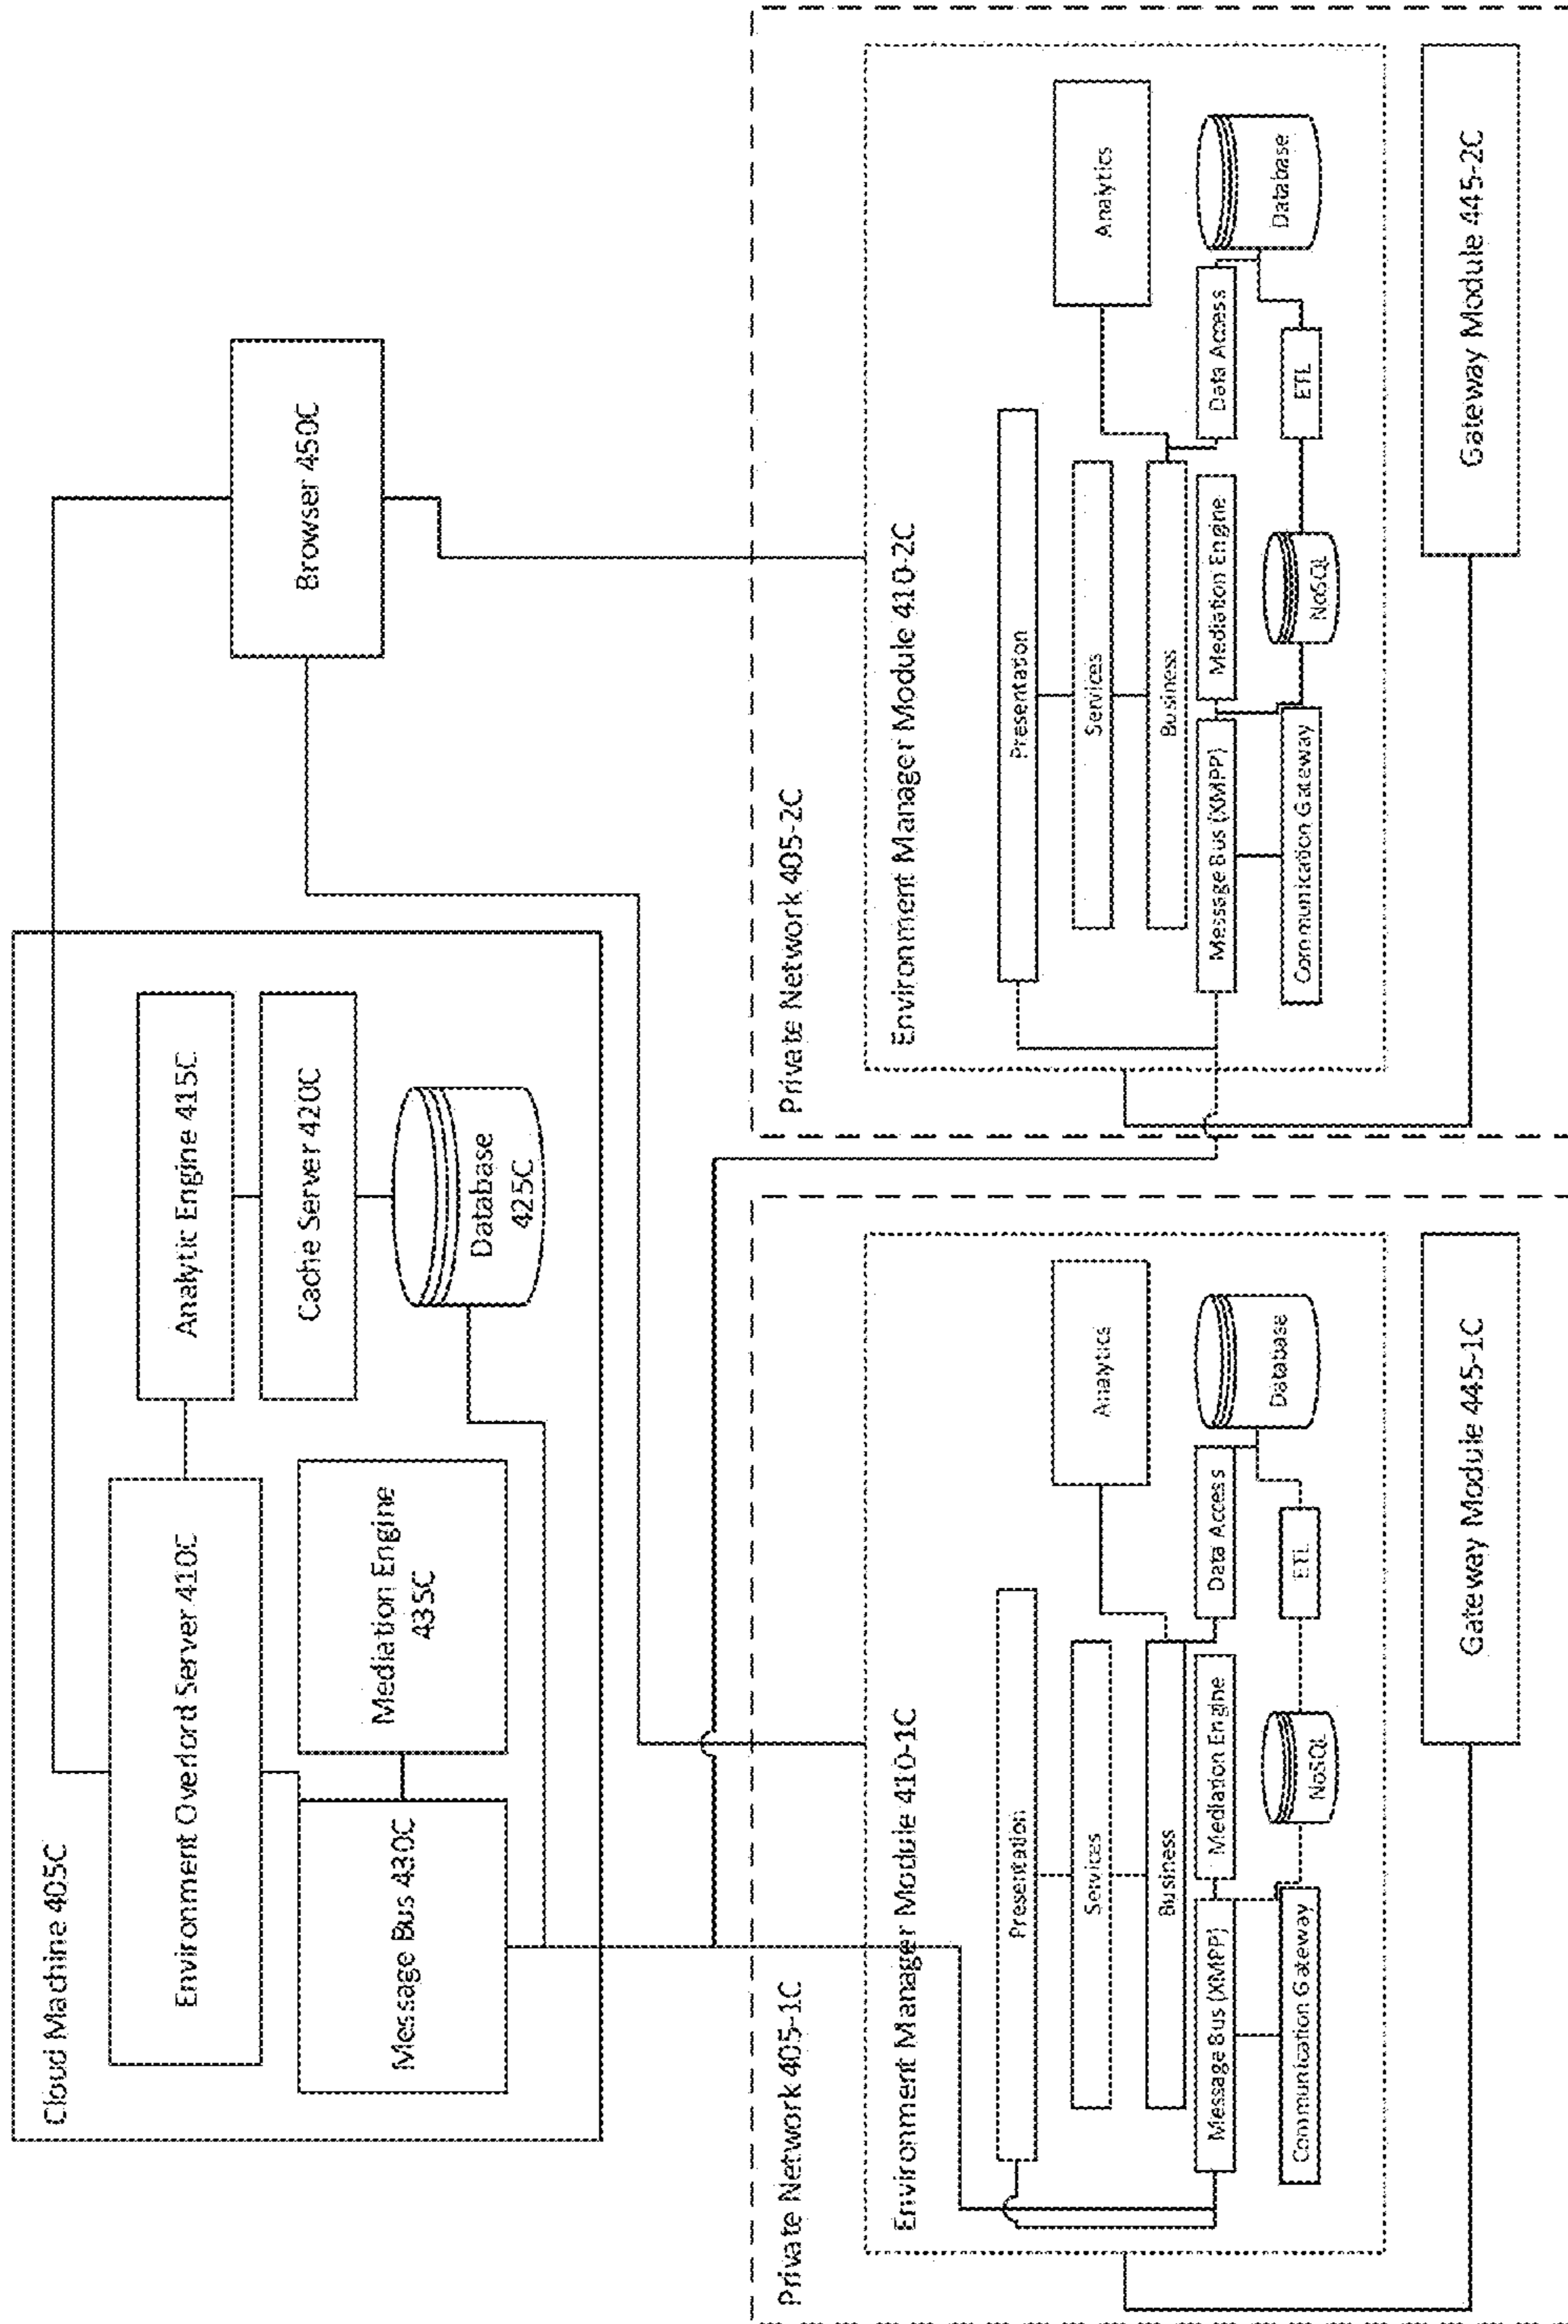 Cloud Machine 405C
Environment Overlord Server 410C
Analytic Engine 415C
Message Bus 430C
Mediation Engine
435C
Cache Server 420C
Database
425C
Browser 450C
Private Network 405-1C
Environment Manager Module 410-1C
Presentation
Services
Business
Analytics
Message Bus (XMPP)
Mediation Engine
Data Access
Communication Gateway
NoSQL
ETL
Database
Gateway Module 445-1C
Private Network 405-2C
Environment Manager Module 410-2C
Presentation
Services
Business
Analytics
Message Bus (XMPP)
Mediation Engine
Data Access
Communication Gateway
NoSQL
ETL
Database
Gateway Module 445-2C